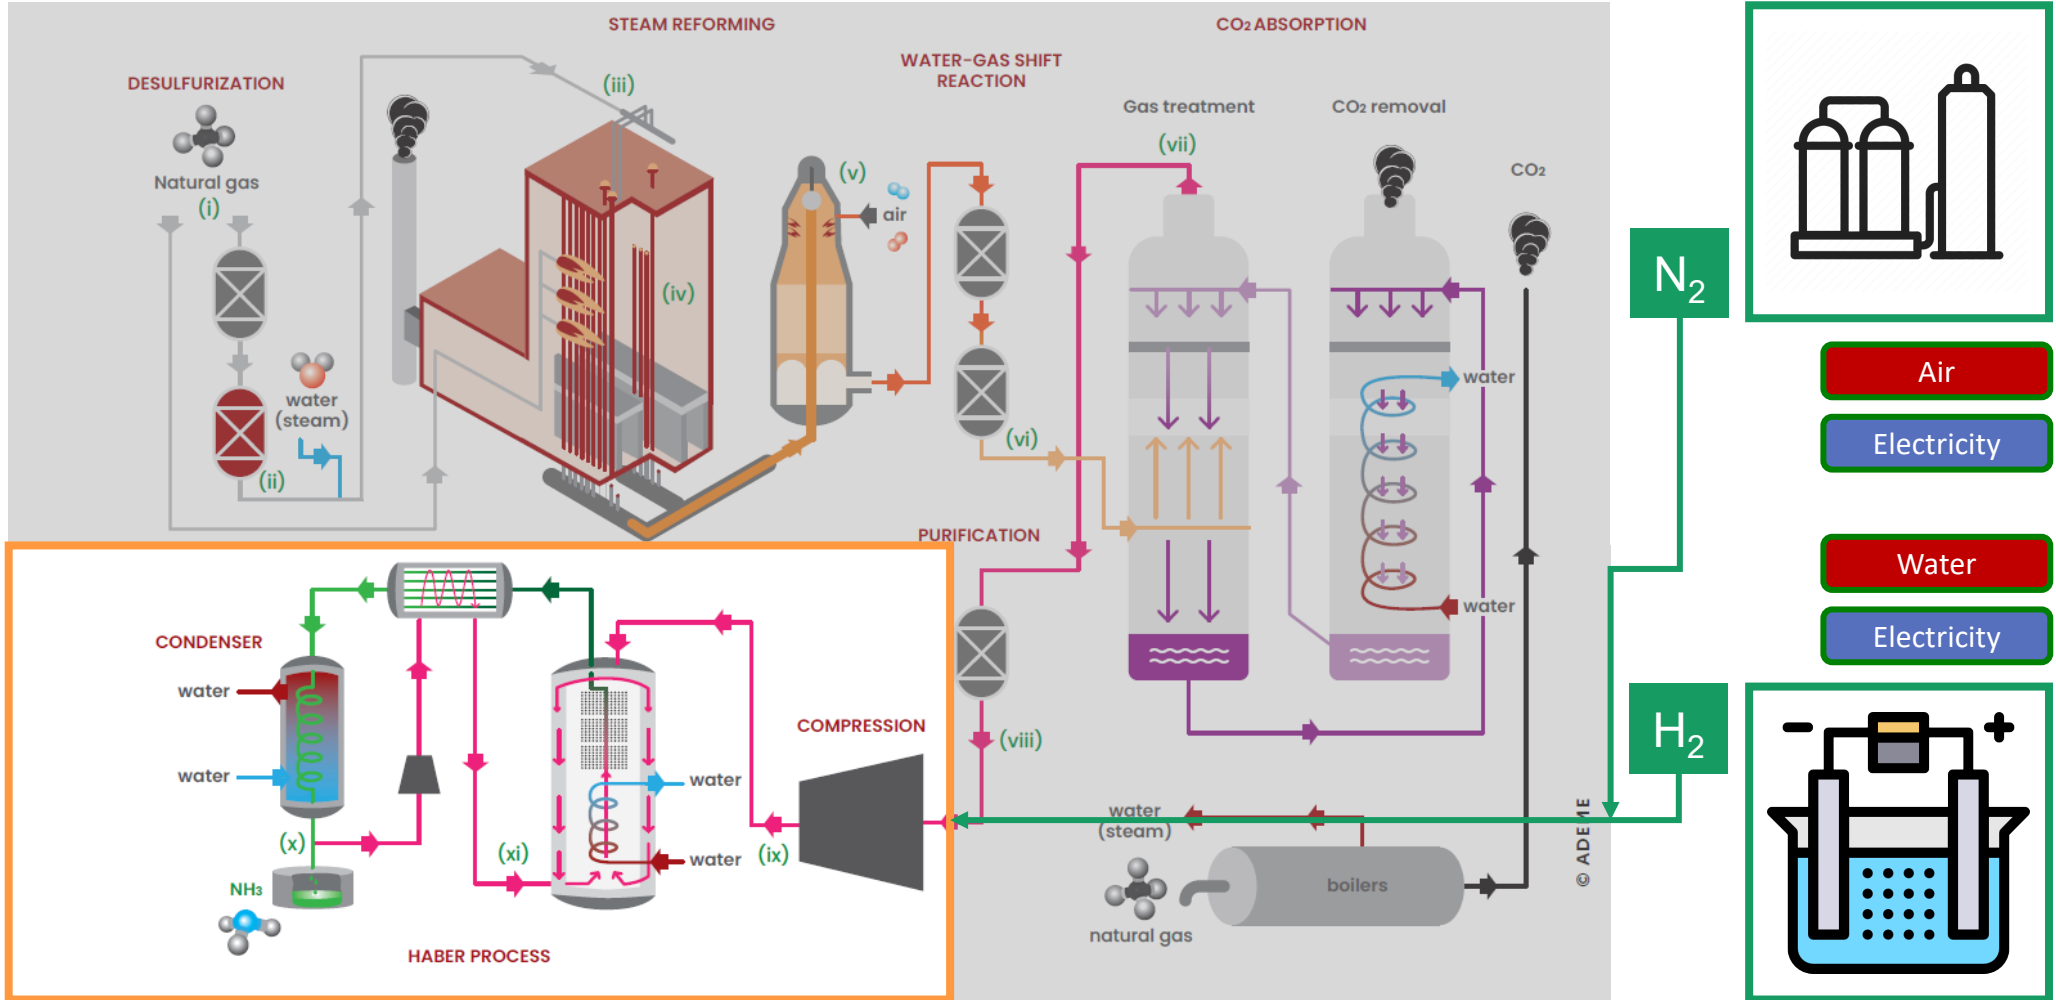 STEAM REFORMING
CO₂ ABSORPTION
WATER-GAS SHIFT
REACTION
DESULFURIZATION
(iii)
Gas treatment
CO₂ removal
(vii)
CO₂
Natural gas
(i)
(v)
air
N₂
(iv)
Air
water
water
(steam)
Electricity
(vi)
(ii)
PURIFICATION
Water
water
Electricity
CONDENSER
water
COMPRESSION
H₂
- +
(viii)
water
water
water
(steam)
(x)
(xi)
water
(ix)
© ADEME
NH₃
boilers
natural gas
HABER PROCESS